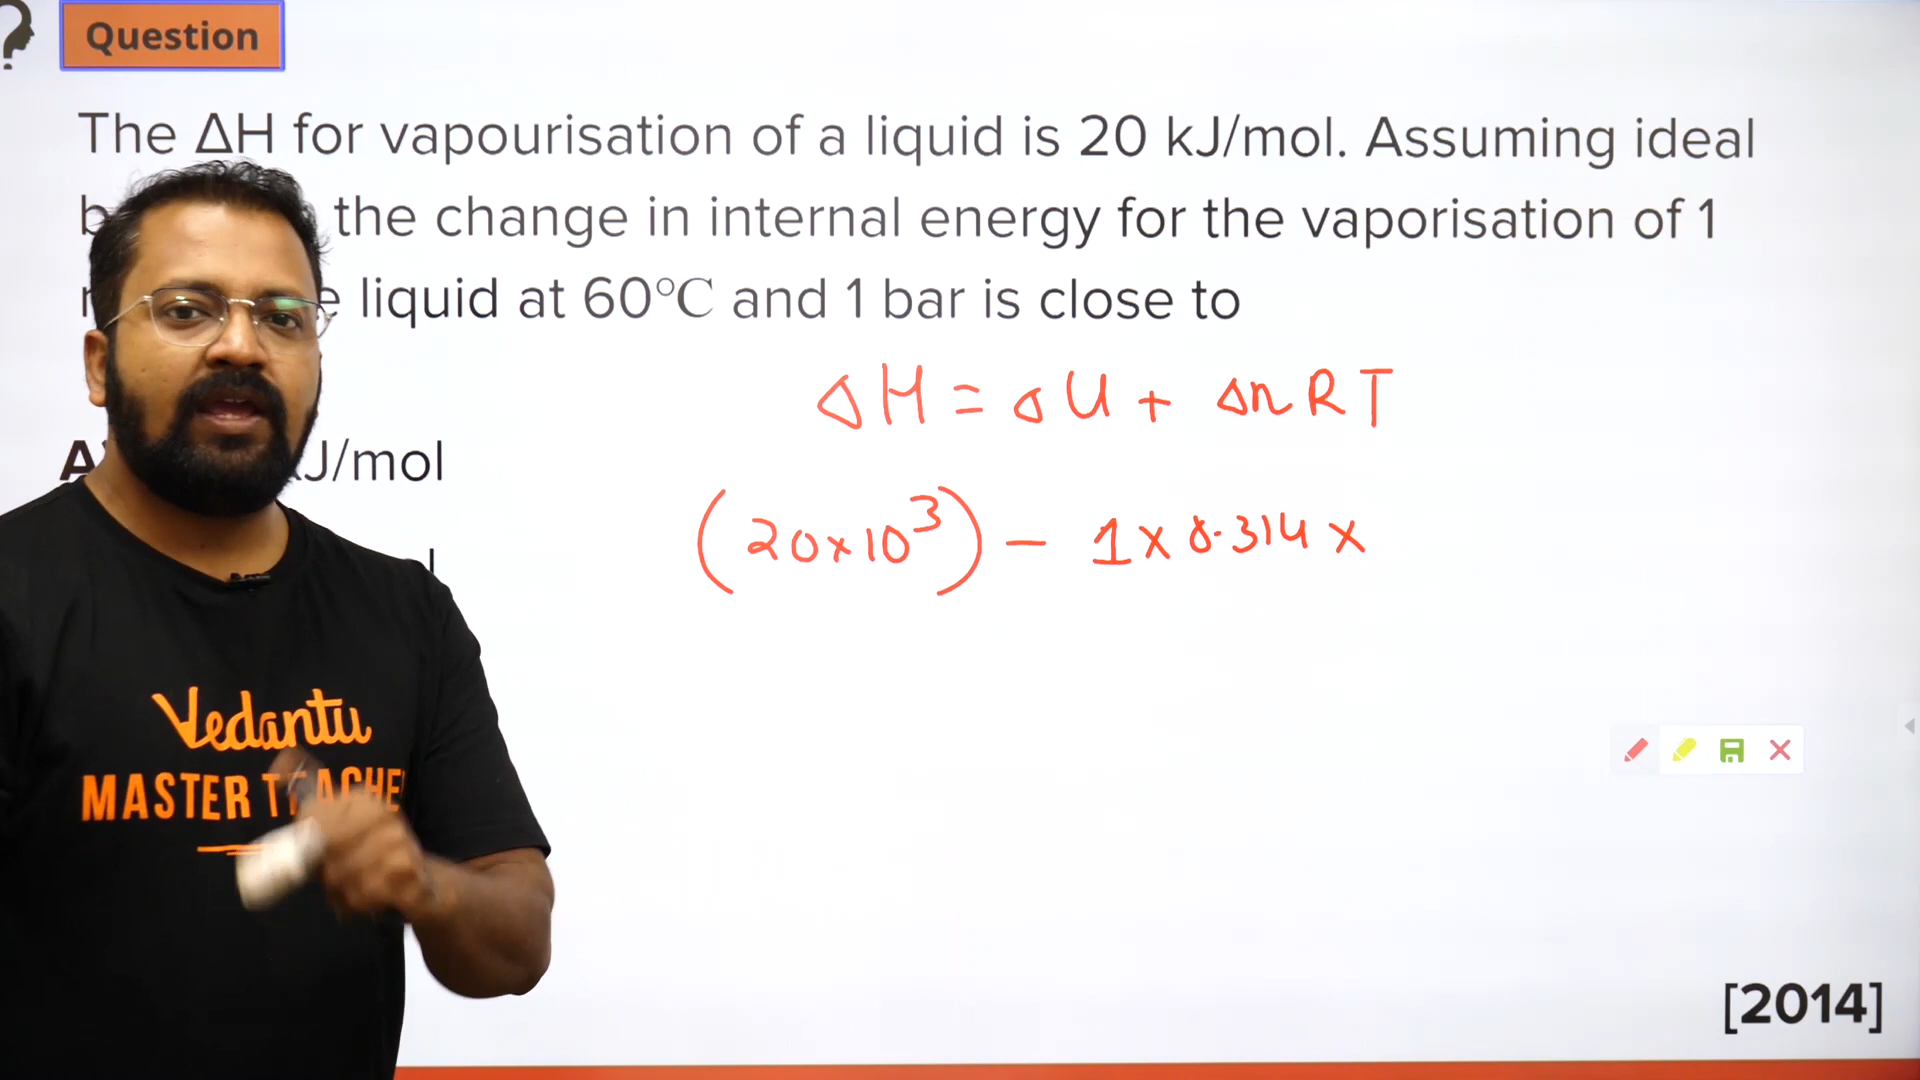 Question
The ΔH for vapourisation of a liquid is 20 kJ/mol. Assuming ideal
the change in internal energy for the vaporisation of 1
liquid at 60°C and 1 bar is close to
ΔH = ΔU + ΔnRT
J/mol
(20×10³) - 1×8.314×
Vedantu
MASTER TEACHE
[2014]